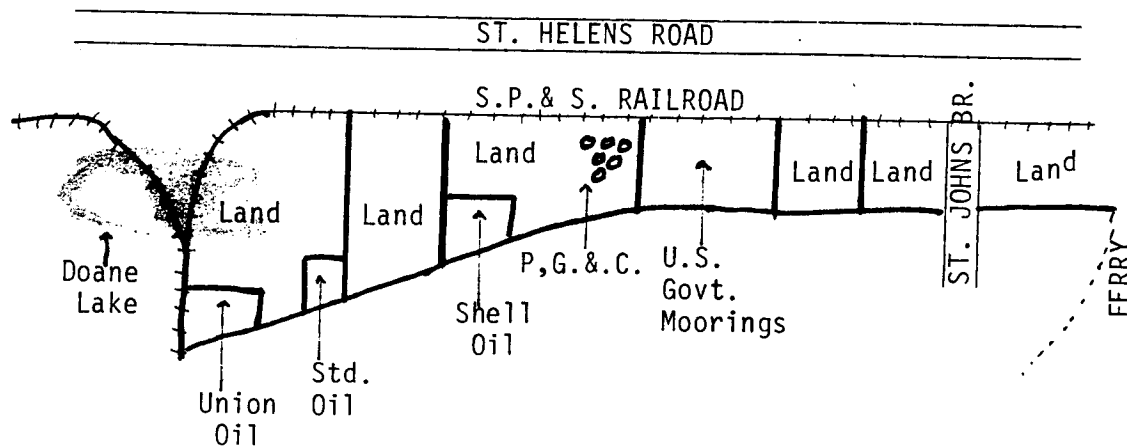 ST. HELENS ROAD
S.P.& S. RAILROAD
Land
Land
Land
Land
Land
Land
ST. JOHNS BR.
FERRY
Doane
Lake
Union
Oil
Std.
Oil
Shell
Oil
P,G.&.C.
U.S.
Govt.
Moorings